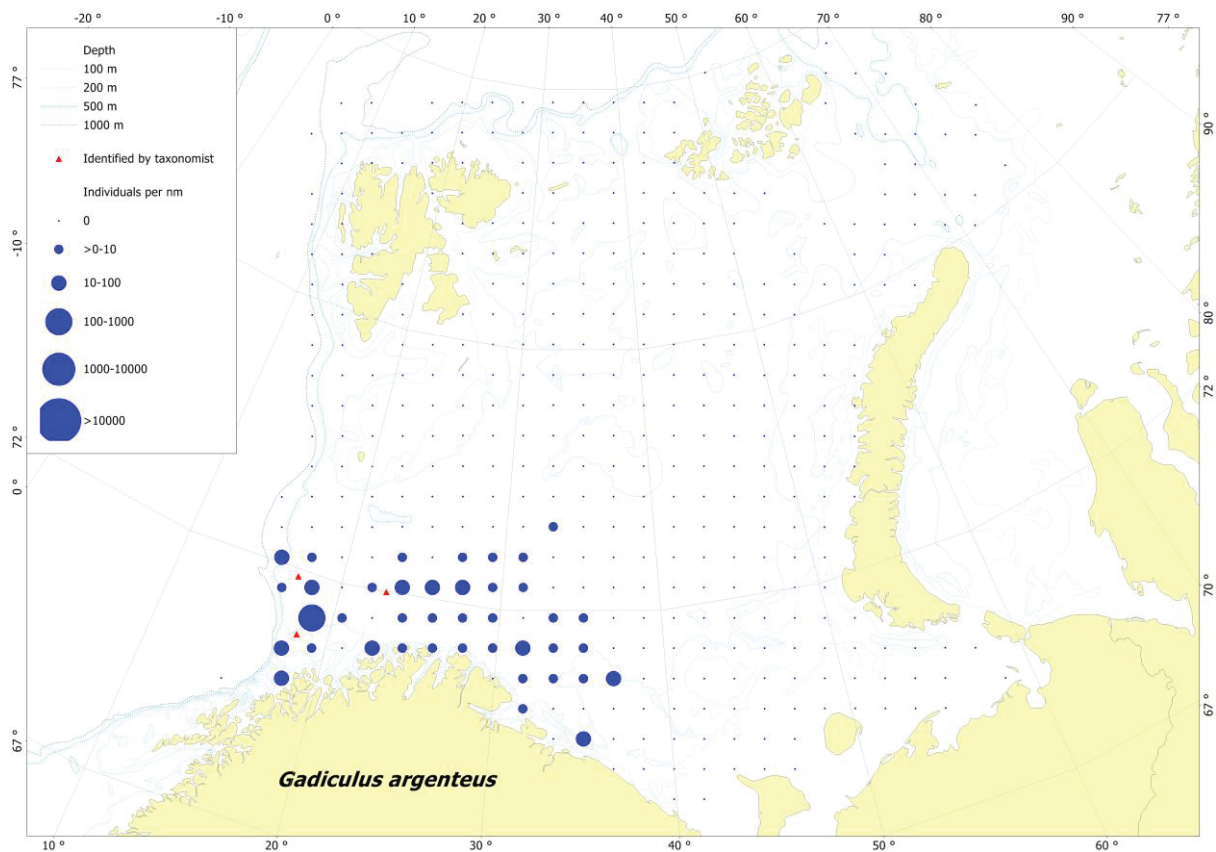 -20 ° -10 ° 0 ° 10 ° 20 ° 30 ° 40 ° 50 ° 60 ° 70 ° 80 ° 90 ° 77 °
Depth
100 m
200 m
500 m
1000 m
Identified by taxonomist
Individuals per nm
0
>0-10
10-100
100-1000
1000-10000
>10000
77 °
-10 °
72
0 °
67
90 °
80 °
72 °
70 °
67 °
Gadiculus argenteus
10 ° 20 ° 30 ° 40 ° 50 ° 60 °